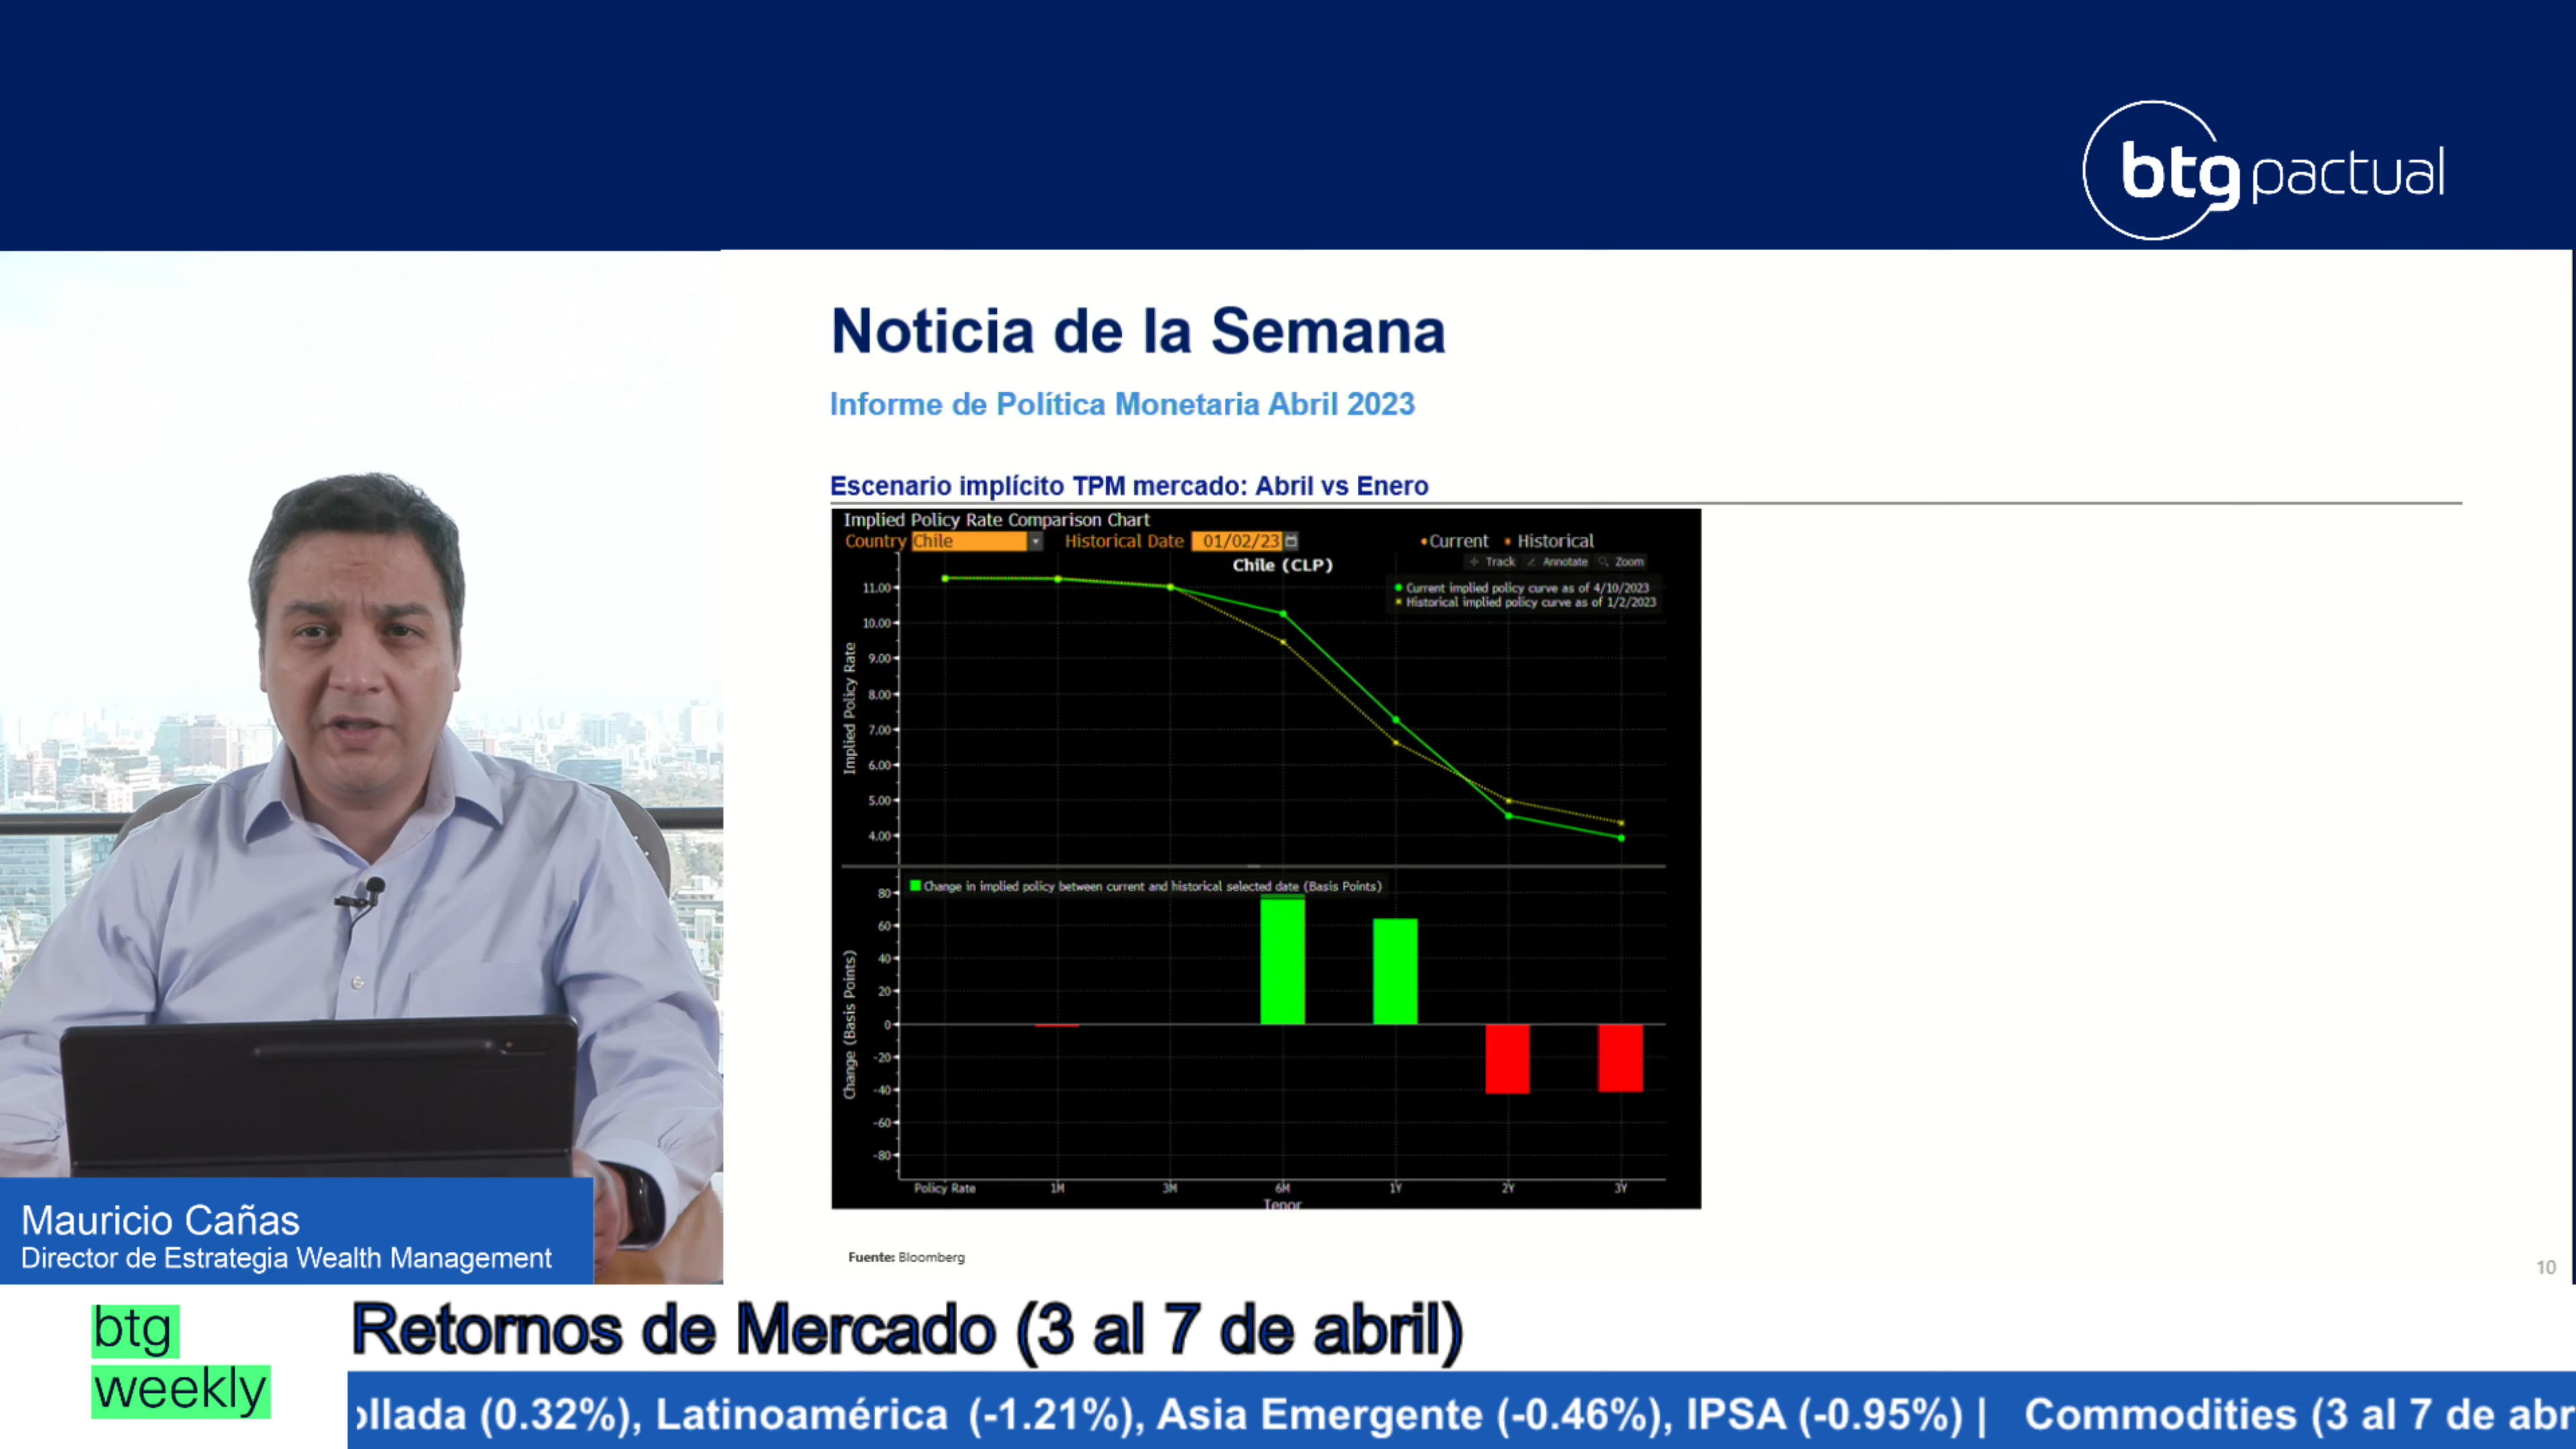 btg pactual
Noticia de la Semana
Informe de Política Monetaria Abril 2023
Escenario implícito TPM mercado: Abril vs Enero
Implied Policy Rate Comparison Chart
Country Chile Historical Date 01/02/23 Current Historical
Track Annotate Zoom
Chile (CLP)
Current implied policy curve as of 4/10/2023
Historical implied policy curve as of 1/2/2023
Implied Policy Rate
11.00
10.00
9.00
8.00
7.00
6.00
5.00
4.00
Change in implied policy between current and historical selected date (Basis Points)
Change (Basis Points)
80
60
40
20
0
-20
-40
-60
-80
Policy Rate 1M 3M 6M 1Y 2Y 3Y
Tenor
Fuente: Bloomberg
10
Mauricio Cañas
Director de Estrategia Wealth Management
btg
weekly
Retornos de Mercado (3 al 7 de abril)
ollada (0.32%), Latinoamérica (-1.21%), Asia Emergente (-0.46%), IPSA (-0.95%) | Commodities (3 al 7 de abr